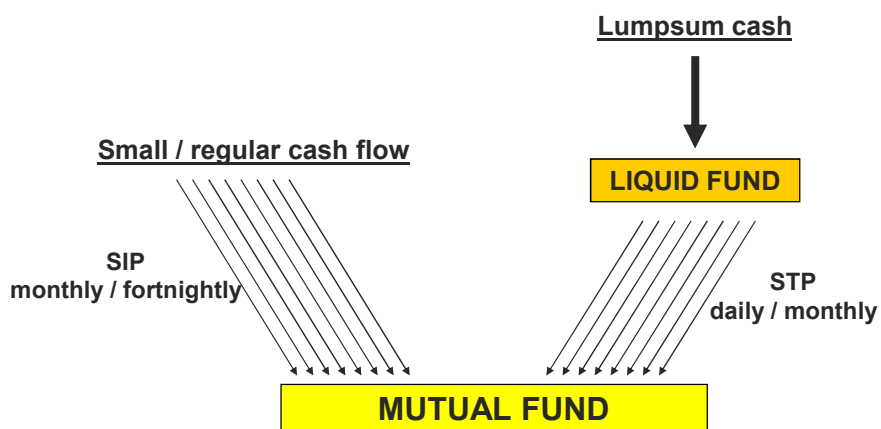 Lumpsum cash
Small / regular cash flow
LIQUID FUND
SIP
monthly / fortnightly
STP
daily / monthly
MUTUAL FUND